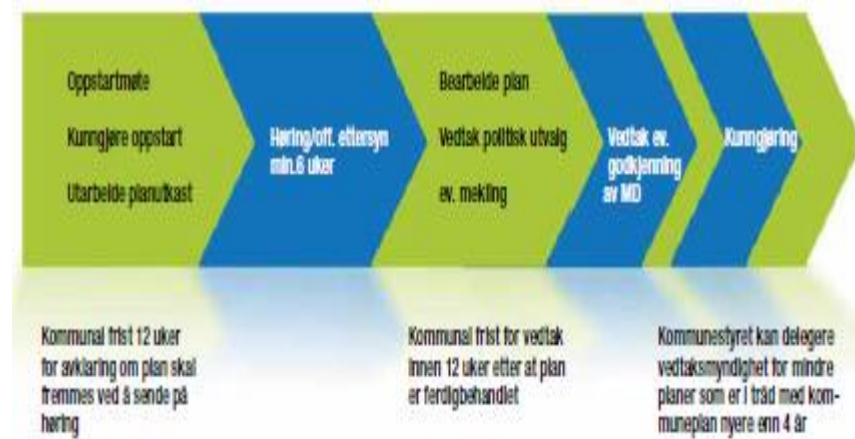 Oppstartmøte
Kunngjøre oppstart
Utarbeide planutkast
Høring/off. ettersyn
min.6 uker
Bearbeide plan
Vedtak politisk utvalg
ev. mekling
Vedtak ev.
godkjenning
av MD
Kunngjøring
Kommunal frist 12 uker
for avklaring om plan skal
fremmes ved å sende på
høring
Kommunal frist for vedtak
innen 12 uker etter at plan
er ferdigbehandlet
Kommunestyret kan delegere
vedtaksmyndighet for mindre
planer som er i tråd med kom-
muneplan nyere enn 4 år